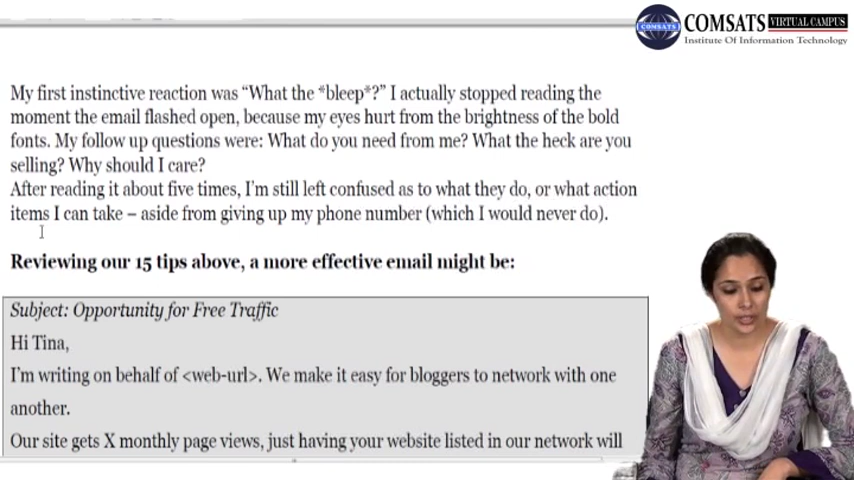 COMSATS VIRTUAL CAMPUS
COMSATS
Institute Of Information Technology
My first instinctive reaction was “What the *bleep*?” I actually stopped reading the
moment the email flashed open, because my eyes hurt from the brightness of the bold
fonts. My follow up questions were: What do you need from me? What the heck are you
selling? Why should I care?
After reading it about five times, I’m still left confused as to what they do, or what action
items I can take – aside from giving up my phone number (which I would never do).
Reviewing our 15 tips above, a more effective email might be:
Subject: Opportunity for Free Traffic
Hi Tina,
I’m writing on behalf of <web-url>. We make it easy for bloggers to network with one
another.
Our site gets X monthly page views, just having your website listed in our network will